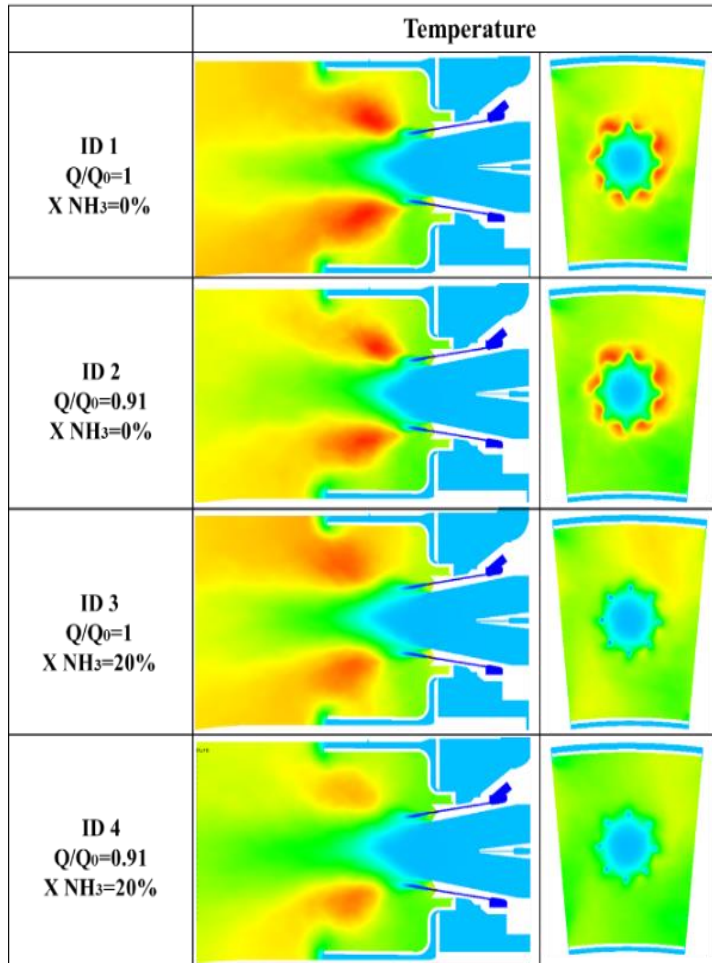 Temperature
ID 1
Q/Q₀=1
X NH₃=0%
ID 2
Q/Q₀=0.91
X NH₃=0%
ID 3
Q/Q₀=1
X NH₃=20%
ID 4
Q/Q₀=0.91
X NH₃=20%